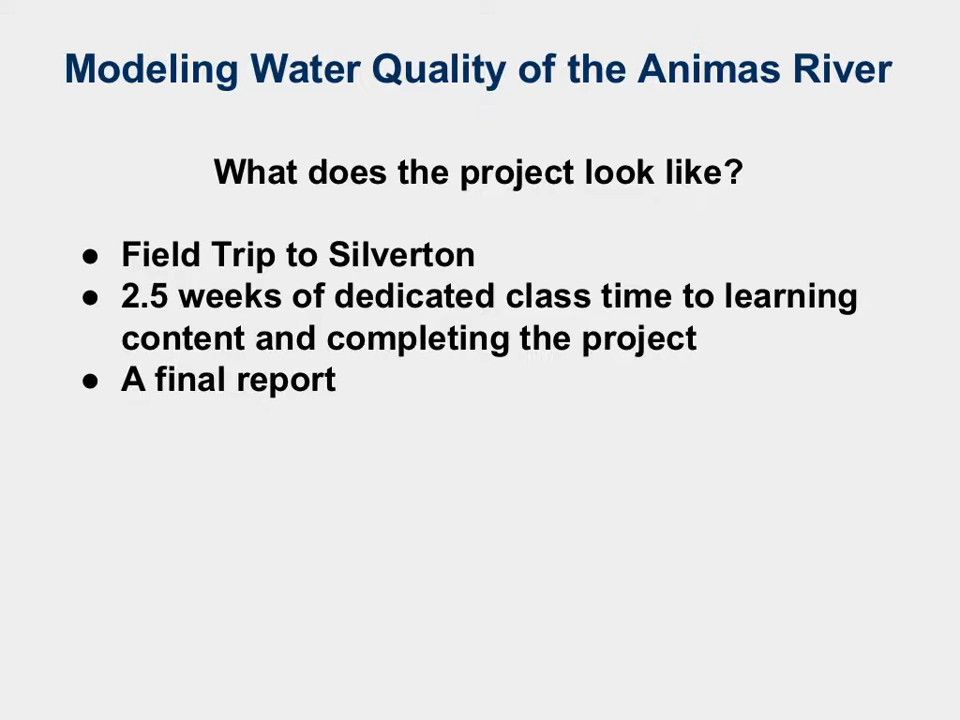 Modeling Water Quality of the Animas River
What does the project look like?
● Field Trip to Silverton
● 2.5 weeks of dedicated class time to learning
content and completing the project
● A final report